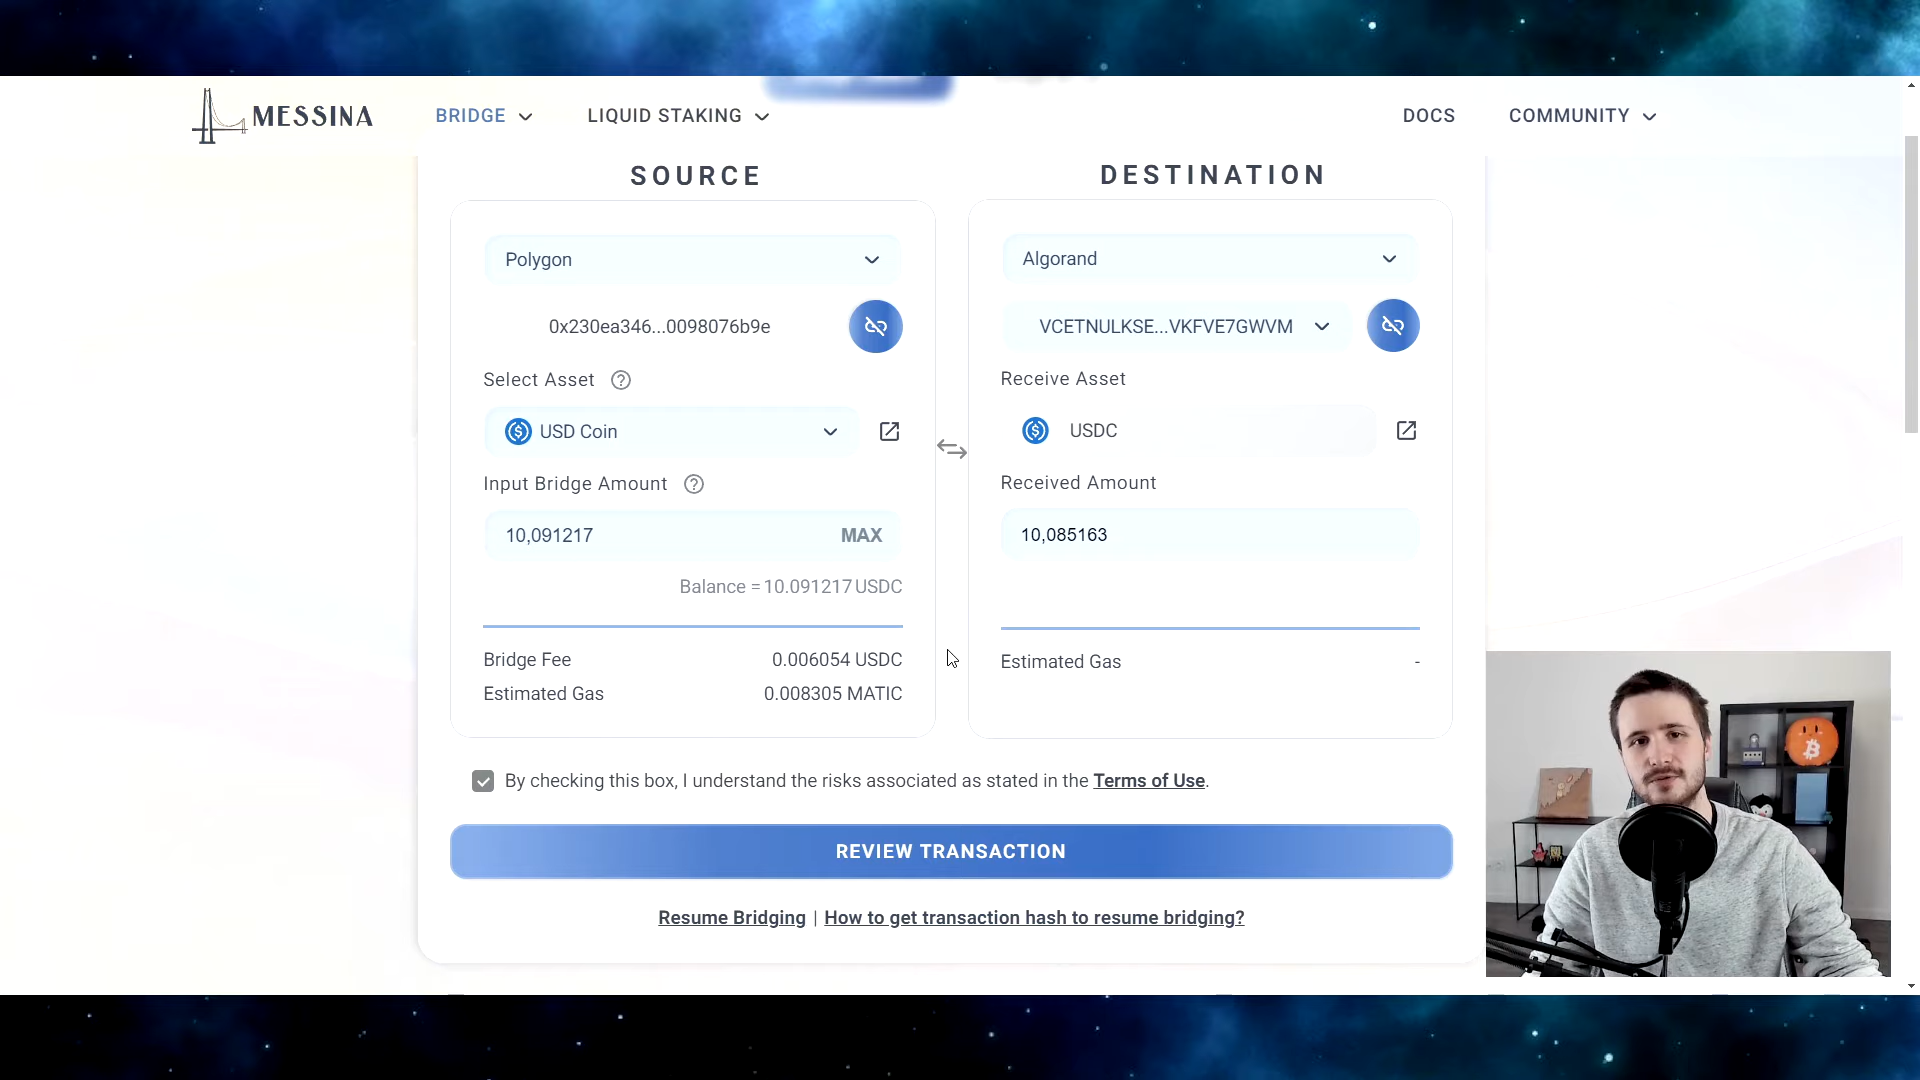 MESSINA
BRIDGE
LIQUID STAKING
DOCS
COMMUNITY
SOURCE
Polygon
0x230ea346...0098076b9e
Select Asset ?
USD Coin
Input Bridge Amount ?
10,091217 MAX
Balance = 10.091217 USDC
Bridge Fee 0.006054 USDC
Estimated Gas 0.008305 MATIC
DESTINATION
Algorand
VCETNULKSE...VKFVE7GWVM
Receive Asset
USDC
Received Amount
10,085163
Estimated Gas -
By checking this box, I understand the risks associated as stated in the Terms of Use.
REVIEW TRANSACTION
Resume Bridging | How to get transaction hash to resume bridging?